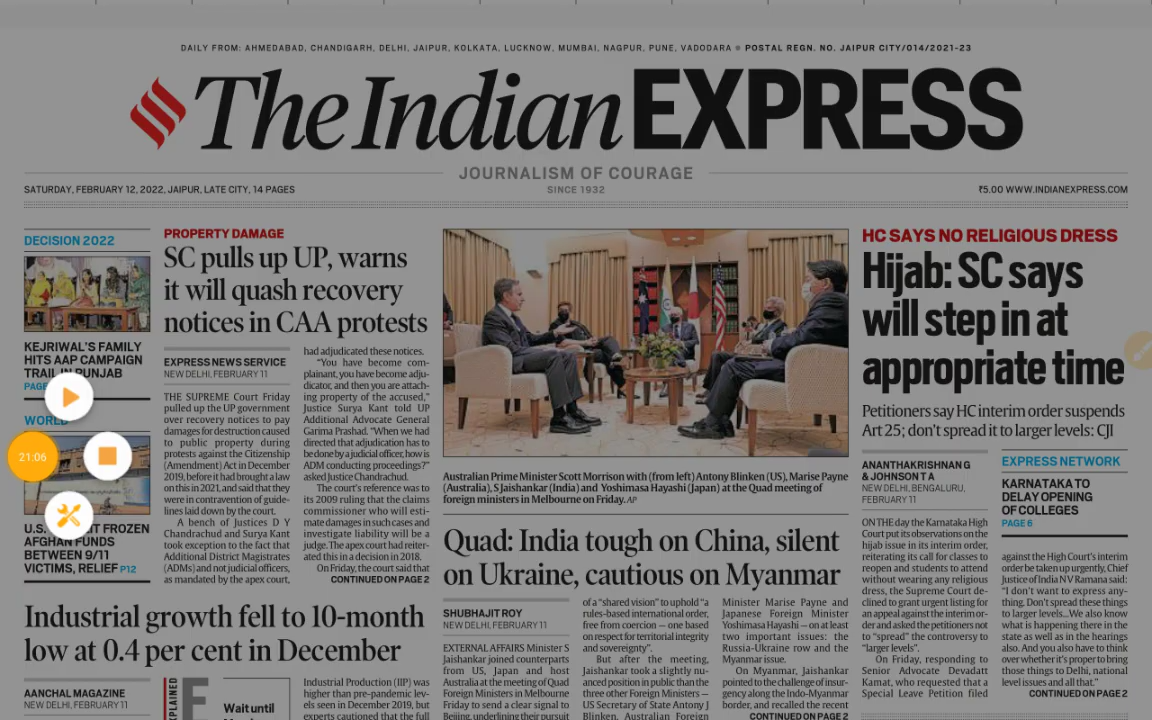 DAILY FROM: AHMEDABAD, CHANDIGARH, DELHI, JAIPUR, KOLKATA, LUCKNOW, MUMBAI, NAGPUR, PUNE, VADODARA POSTAL REGN. NO. JAIPUR CITY/014/2021-23
The Indian EXPRESS
JOURNALISM OF COURAGE
SATURDAY, FEBRUARY 12, 2022, JAIPUR, LATE CITY, 14 PAGES
SINCE 1932
₹5.00 WWW.INDIANEXPRESS.COM
DECISION 2022
KEJRIWAL'S FAMILY
HITS AAP CAMPAIGN
TRAIL IN PUNJAB
WORLD
21:06
FROZEN
AFGHAN FUNDS
BETWEEN 9/11
VICTIMS, RELIEF P12
PROPERTY DAMAGE
SC pulls up UP, warns
it will quash recovery
notices in CAA protests
EXPRESS NEWS SERVICE
NEW DELHI, FEBRUARY 11
THE SUPREME Court Friday
pulled up the UP government
over recovery notices to pay
damages for destruction caused
to public property during
protests against the Citizenship
(Amendment) Act in December
2019, before it had brought a law
on this in 2021, and said that they
were in contravention of guide-
lines laid down by the court.
A bench of Justices D Y
Chandrachud and Surya Kant
took exception to the fact that
Additional District Magistrates
(ADMs) and not judicial officers,
as mandated by the apex court,
had adjudicated these notices.
"You have become com-
plainant, you have become adju-
dicator, and then you are attach-
ing property of the accused,"
Justice Surya Kant told UP
Additional Advocate General
Garima Prashad. "When we had
directed that adjudication has to
be done by a judicial officer, how is
ADM conducting proceedings?"
asked Justice Chandrachud.
The court's reference was to
its 2009 ruling that the claims
commissioner who will esti-
mate damages in such cases and
investigate liability will be a
judge. The apex court had reiter-
ated this in a decision in 2018.
On Friday, the court said that
CONTINUED ON PAGE 2
Industrial growth fell to 10-month
low at 0.4 per cent in December
AANCHAL MAGAZINE
NEW DELHI, FEBRUARY 11
EXPLAINED
E
Wait until
Industrial Production (IIP) was
higher than pre-pandemic lev-
els seen in December 2019, but
experts cautioned that the full
Australian Prime Minister Scott Morrison with (from left) Antony Blinken (US), Marise Payne
(Australia), S Jaishankar (India) and Yoshimasa Hayashi (Japan) at the Quad meeting of
foreign ministers in Melbourne on Friday. AP
Quad: India tough on China, silent
on Ukraine, cautious on Myanmar
SHUBHAJIT ROY
NEW DELHI, FEBRUARY 11
EXTERNAL AFFAIRS Minister S
Jaishankar joined counterparts
from US, Japan and host
Australia at the meeting of Quad
Foreign Ministers in Melbourne
Friday to send a clear signal to
Beijing, underlining their pursuit
of a "shared vision" to uphold "a
rules-based international order,
free from coercion — one based
on respect for territorial integrity
and sovereignty".
But after the meeting,
Jaishankar took a slightly nu-
anced position in public than the
three other Foreign Ministers —
US Secretary of State Antony J
Blinken, Australian Foreign
Minister Marise Payne and
Japanese Foreign Minister
Yoshimasa Hayashi — on at least
two important issues: the
Russia-Ukraine row and the
Myanmar issue.
On Myanmar, Jaishankar
pointed to the challenge of insur-
gency along the Indo-Myanmar
border, and recalled the recent
CONTINUED ON PAGE 2
HC SAYS NO RELIGIOUS DRESS
Hijab: SC says
will step in at
appropriate time
Petitioners say HC interim order suspends
Art 25; don't spread it to larger levels: CJI
ANANTHAKRISHNAN G
& JOHNSON T A
NEW DELHI, BENGALURU,
FEBRUARY 11
ON THE day the Karnataka High
Court put its observations on the
hijab issue in its interim order,
reiterating its call for classes to
reopen and students to attend
without wearing any religious
dress, the Supreme Court de-
clined to grant urgent listing for
an appeal against the interim or-
der and asked the petitioners not
to "spread" the controversy to
"larger levels".
On Friday, responding to
Senior Advocate Devadatt
Kamat, who requested that a
Special Leave Petition filed
EXPRESS NETWORK
KARNATAKA TO
DELAY OPENING
OF COLLEGES
PAGE 6
against the High Court's interim
order be taken up urgently, Chief
Justice of India N V Ramana said:
"I don't want to express any-
thing. Don't spread these things
to larger levels...We also know
what is happening there in the
state as well as in the hearings
also. And you also have to think
over whether it's proper to bring
those things to Delhi, national
level issues and all that."
CONTINUED ON PAGE 2